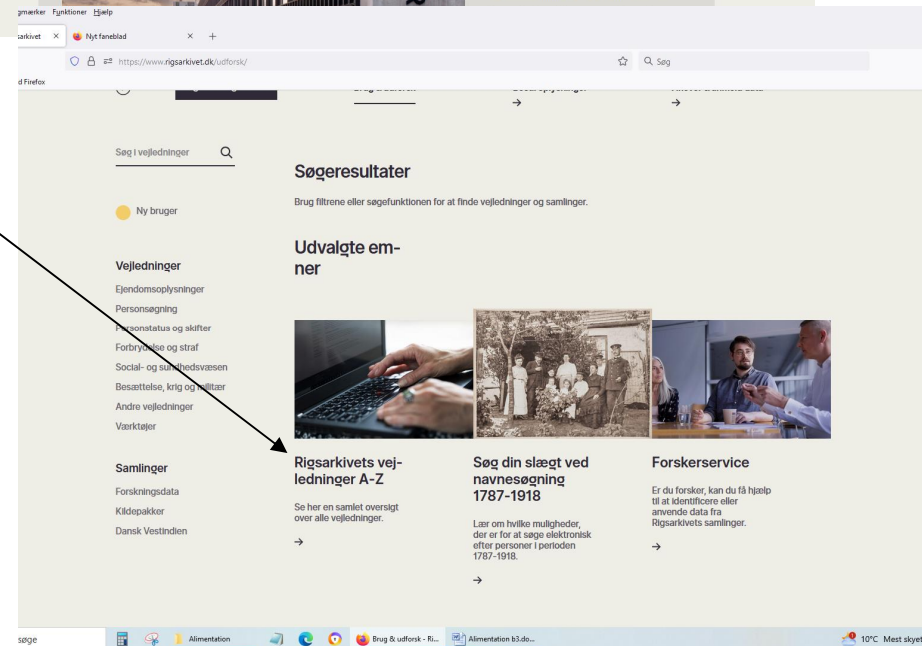 Funktioner Hjælp
Nyt faneblad
https://www.rigsarkivet.dk/udforsk/
Søg
d Firefox
Søg i vejledninger
Ny bruger
Vejledninger
Ejendomsoplysninger
Personsøgning
Personstatus og skifter
Forbrydelse og straf
Social- og sundhedsvæsen
Besættelse, krig og militær
Andre vejledninger
Værktøjer
Samlinger
Forskningsdata
Kildepakker
Dansk Vestindien
Søgeresultater
Brug filtrene eller søgefunktionen for at finde vejledninger og samlinger.
Udvalgte em-
ner
Rigsarkivets vej-
ledninger A-Z
Se her en samlet oversigt
over alle vejledninger.
Søg din slægt ved
navnesøgning
1787-1918
Lær om hvilke muligheder,
der er for at søge elektronisk
efter personer i perioden
1787-1918.
Forskerservice
Er du forsker, kan du få hjælp
til at identificere eller
anvende data fra
Rigsarkivets samlinger.
søge
Alimentation
Brug & udforsk - Ri...
Alimentation b3.do...
10°C Mest skyet